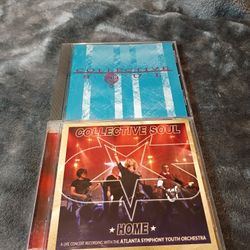 COLLECTIVE
SOUL
COLLECTIVE SOUL
HOME
A LIVE CONCERT RECORDING WITH THE ATLANTA SYMPHONY YOUTH ORCHESTRA